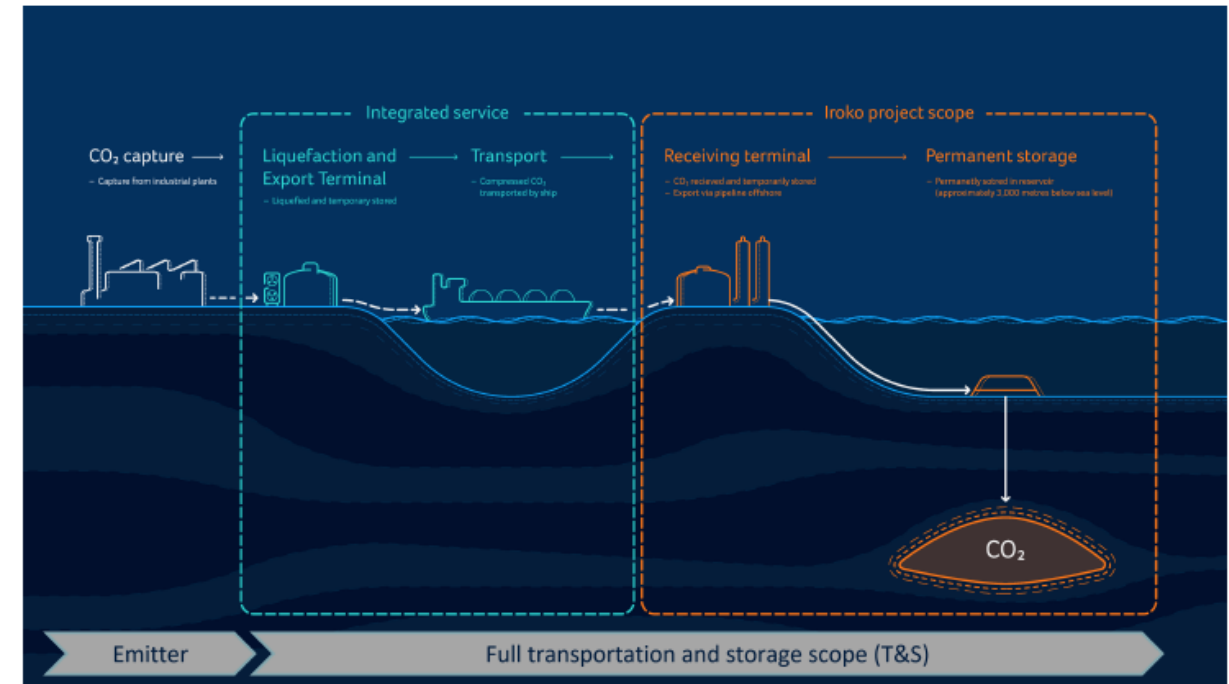 Integrated service
Iroko project scope
CO₂ capture
– Capture from industrial plants
Liquefaction and
Export Terminal
– Liquefied and temporary stored
Transport
– Compressed CO₂
transported by ship
Receiving terminal
– CO₂ recieved and temporarily stored
– Export via pipeline offshore
Permanent storage
– Permanetly sotred in reservoir
(approximately 3,000 metres below sea level)
CO₂
Emitter
Full transportation and storage scope (T&S)